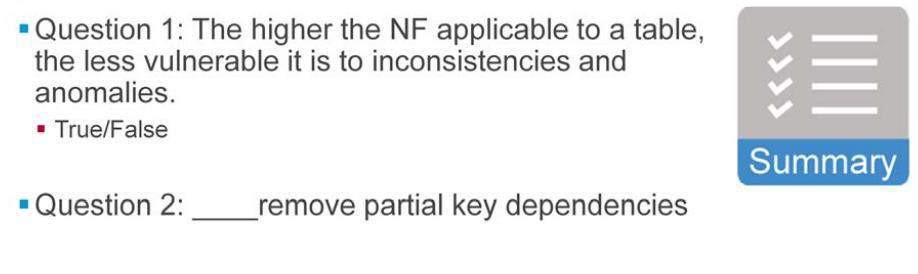 Question 1: The higher the NF applicable to a table,
the less vulnerable it is to inconsistencies and
anomalies.
True/False
Summary
Question 2: ____remove partial key dependencies